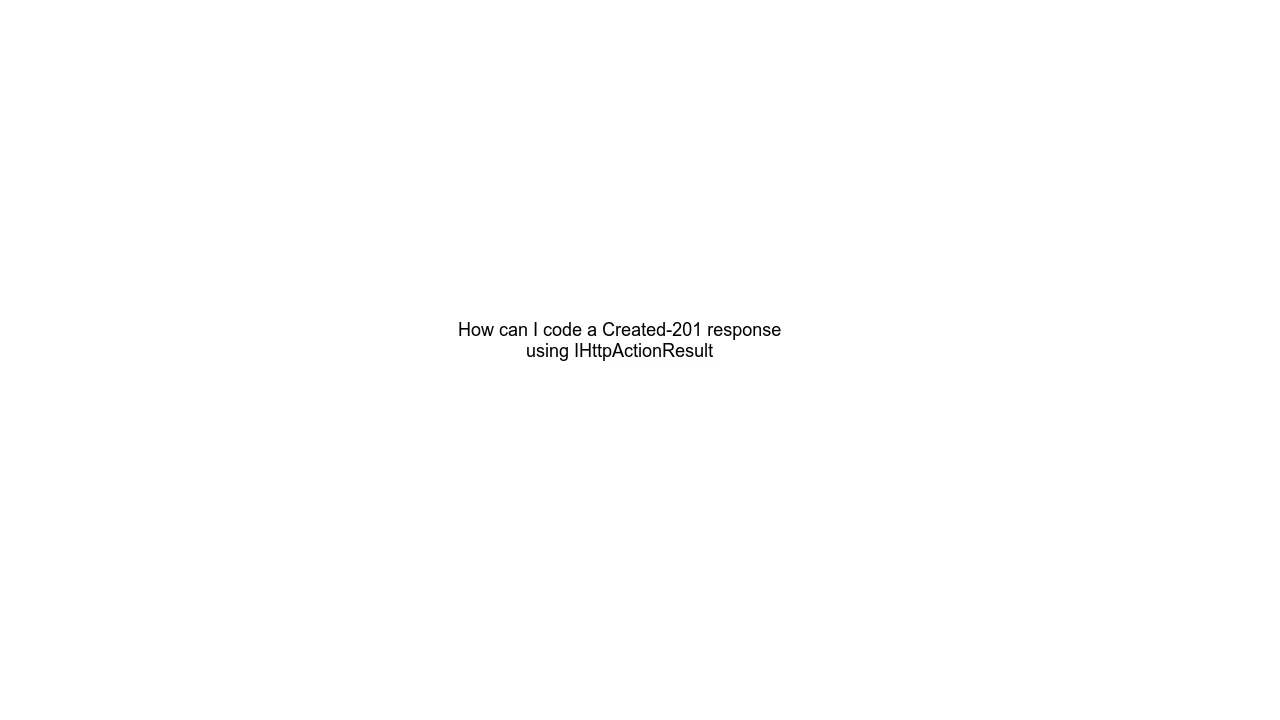 How can I code a Created-201 response
using IHttpActionResult